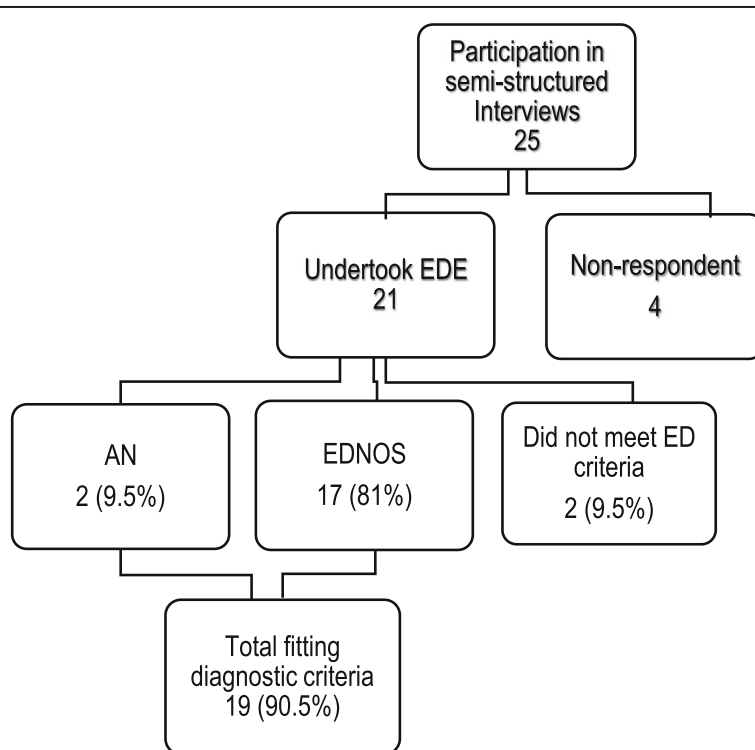 Participation in
semi-structured
Interviews
25
Undertook EDE
21
Non-respondent
4
AN
2 (9.5%)
EDNOS
17 (81%)
Did not meet ED
criteria
2 (9.5%)
Total fitting
diagnostic criteria
19 (90.5%)